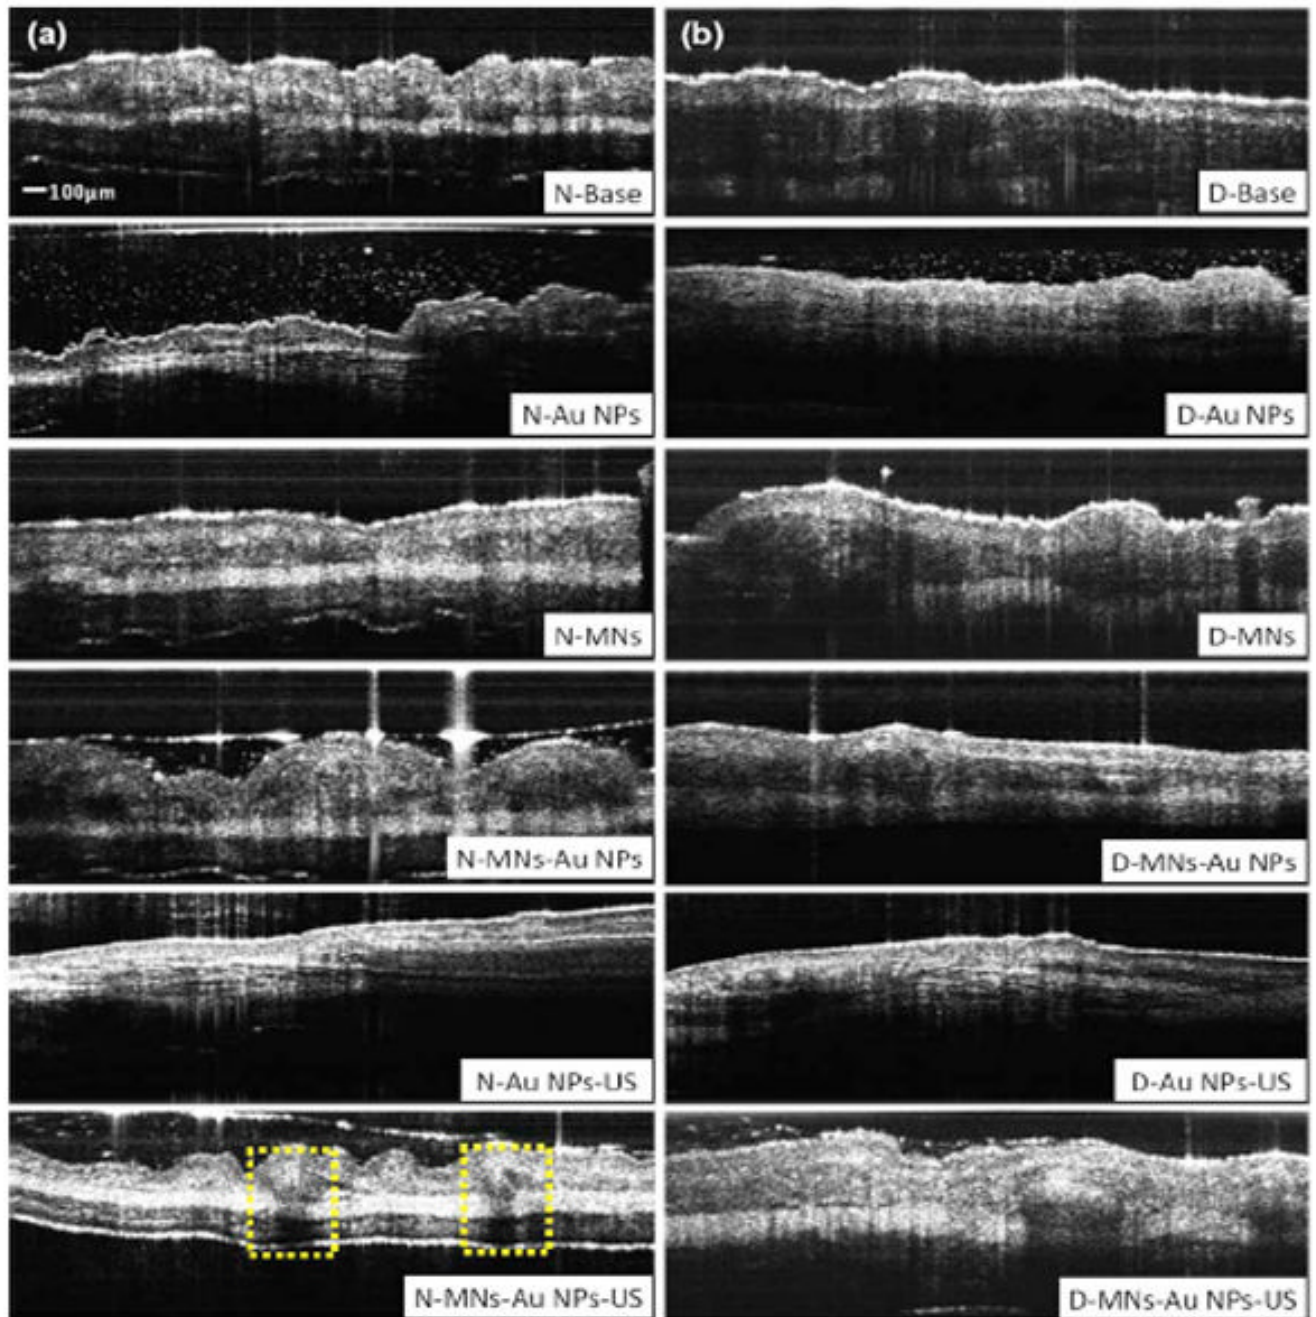 (a)
(b)
100μm
N-Base
D-Base
N-Au NPs
D-Au NPs
N-MNs
D-MNs
N-MNs-Au NPs
D-MNs-Au NPs
N-Au NPs-US
D-Au NPs-US
N-MNs-Au NPs-US
D-MNs-Au NPs-US